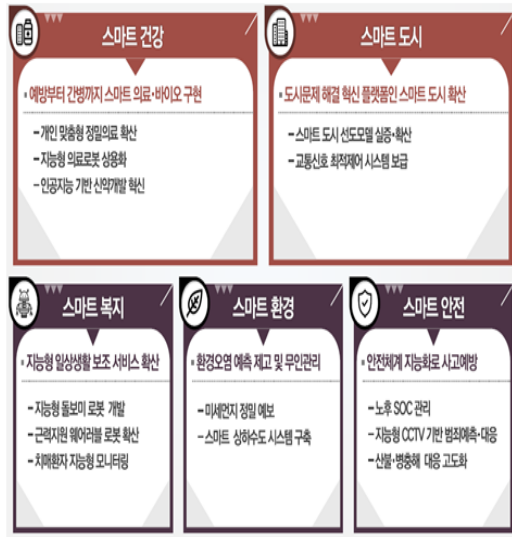 스마트 건강
▪ 예방부터 간병까지 스마트 의료·바이오 구현
– 개인 맞춤형 정밀의료 확산
– 지능형 의료로봇 상용화
– 인공지능 기반 신약개발 혁신
스마트 도시
▪ 도시문제 해결 혁신 플랫폼인 스마트 도시 확산
– 스마트 도시 선도모델 실증·확산
– 교통신호 최적제어 시스템 보급
스마트 복지
▪ 지능형 일상생활 보조 서비스 확산
– 지능형 돌보미 로봇 개발
– 근력지원 웨어러블 로봇 확산
– 치매환자 지능형 모니터링
스마트 환경
▪ 환경오염 예측 제고 및 무인관리
– 미세먼지 정밀 예보
– 스마트 상하수도 시스템 구축
스마트 안전
▪ 안전체계 지능화로 사고예방
– 노후 SOC 관리
– 지능형 CCTV 기반 범죄예측·대응
– 산불·병충해 대응 고도화